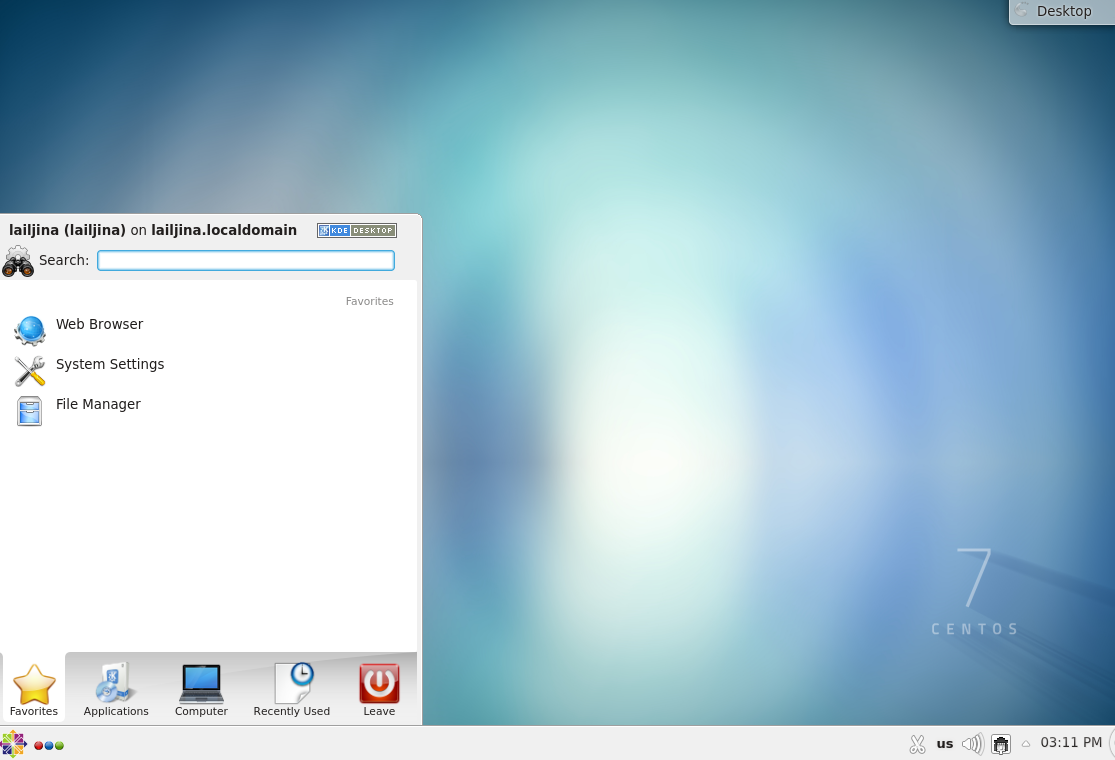 Desktop
lailjina (lailjina) on lailjina.localdomain
KDE DESKTOP
Search:
Favorites
Web Browser
System Settings
File Manager
7
CENTOS
Favorites
Applications
Computer
Recently Used
Leave
us
03:11 PM